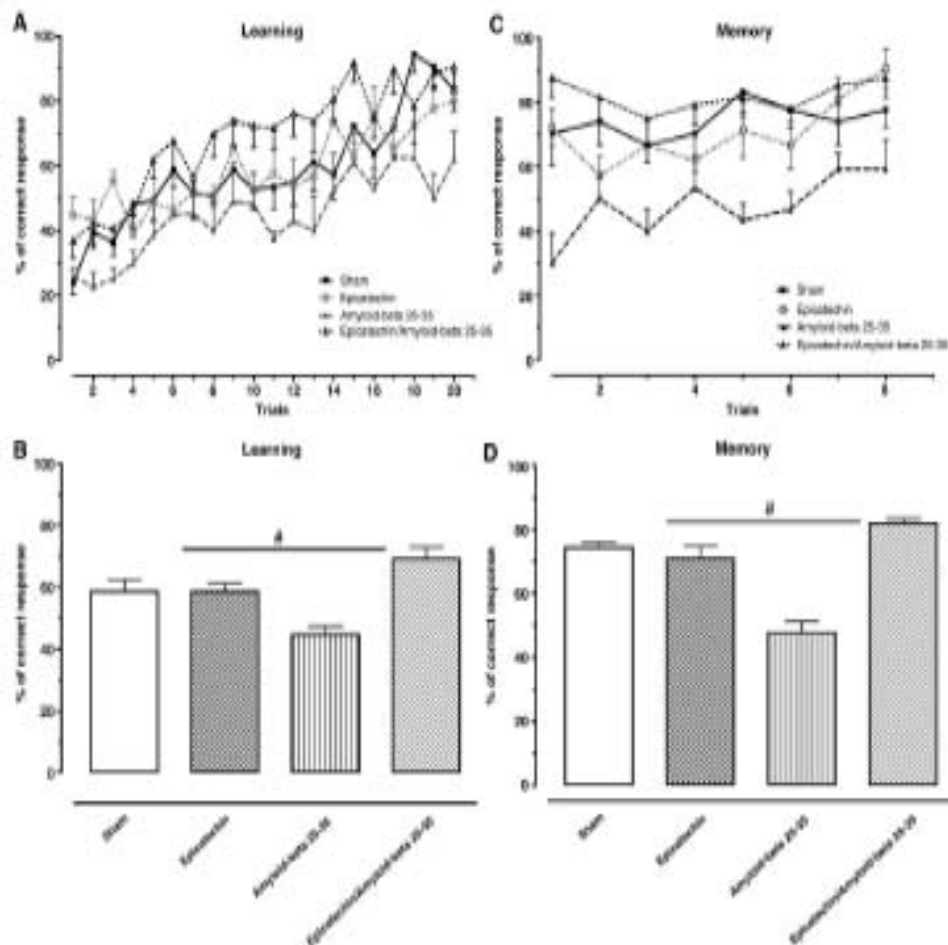 A
Learning
% of correct response
100
80
60
40
20
0
Sham
Epicatechin
Amyloid-beta 25-35
Epicatechin/Amyloid-beta 25-35
2 4 6 8 10 12 14 16 18 20
Trials
C
Memory
% of correct response
100
80
60
40
20
0
Sham
Epicatechin
Amyloid-beta 25-35
Epicatechin/Amyloid-beta 25-35
2 4 6 8
Trials
B
Learning
% of correct response
100
80
60
40
20
0
#
Sham
Epicatechin
Amyloid-beta 25-35
Epicatechin/Amyloid-beta 25-35
D
Memory
% of correct response
100
80
60
40
20
0
#
Sham
Epicatechin
Amyloid-beta 25-35
Epicatechin/Amyloid-beta 25-35